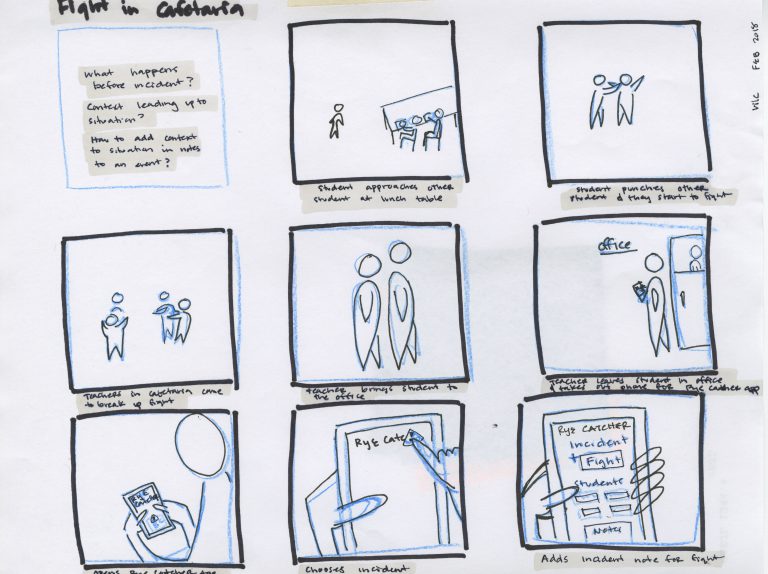 Fight in Cafetaria
VILC Feb 2018
What happens
before incident?
Context leading up to
situation?
How to add context
to situation in notes
to an event?
Student approaches other
student at lunch table
Student punches other
student & they start to fight
Teachers in cafetaria come
to break up fight
teacher brings student to
the office
office
Teacher leaves student in office
& takes out phone for Rye Catcher app
RYE
CATCHER
opens Rye Catcher app
RYE Catc
Chooses incident
RYE CATCHER
Incident
+ Fight
Students
Notes
Adds incident note for fight